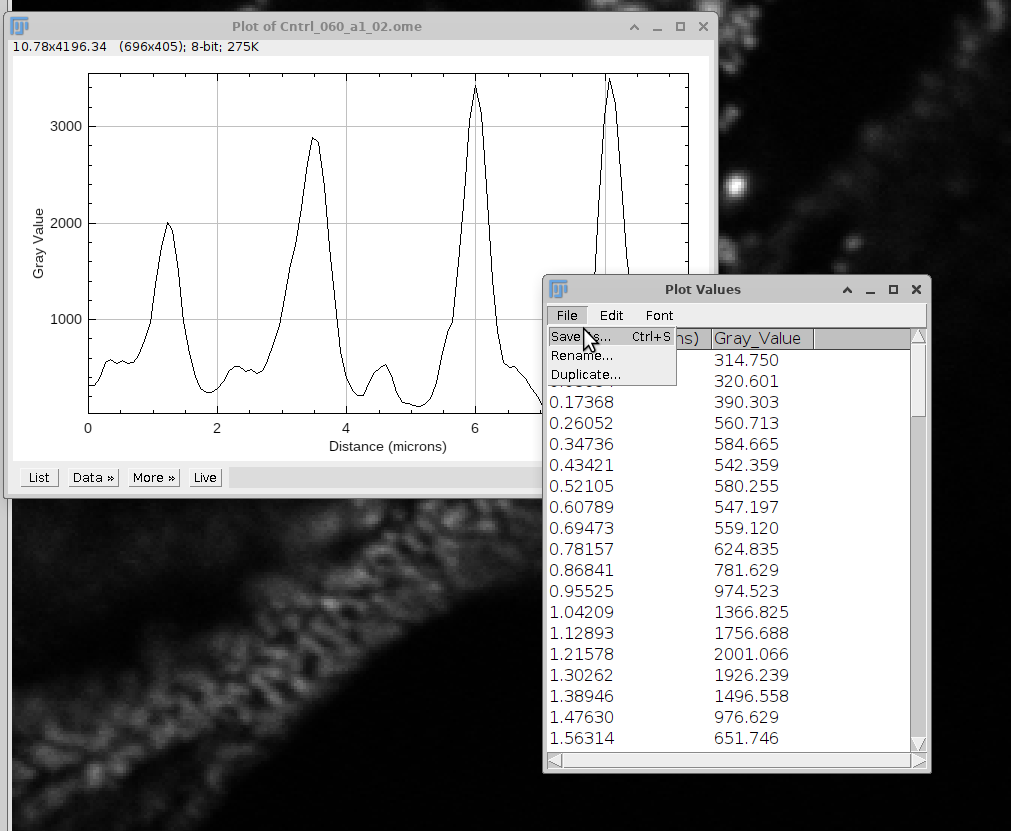 Plot of Cntrl_060_a1_02.ome
10.78x4196.34 (696x405); 8-bit; 275K
3000
2000
1000
Gray Value
0 2 4 6
Distance (microns)
List Data » More » Live
Plot Values
File Edit Font
Save s... Ctrl+S
Rename...
Duplicate...
ns) Gray_Value
314.750
320.601
0.17368 390.303
0.26052 560.713
0.34736 584.665
0.43421 542.359
0.52105 580.255
0.60789 547.197
0.69473 559.120
0.78157 624.835
0.86841 781.629
0.95525 974.523
1.04209 1366.825
1.12893 1756.688
1.21578 2001.066
1.30262 1926.239
1.38946 1496.558
1.47630 976.629
1.56314 651.746